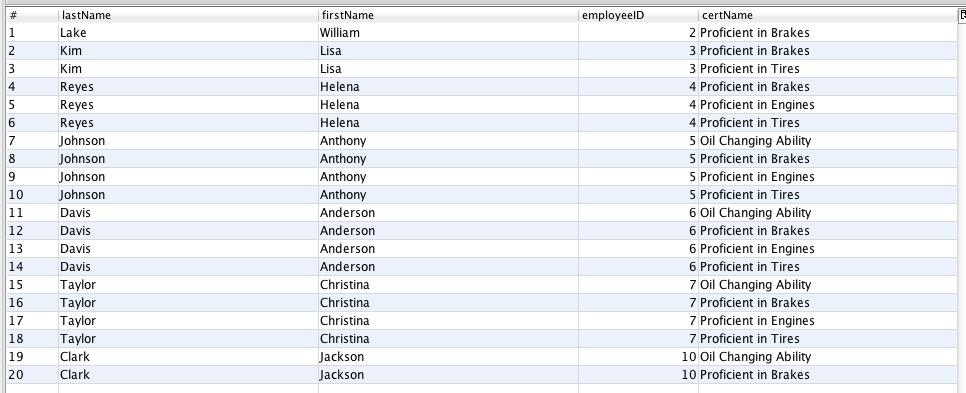 # lastName firstName employeeID certName
1 Lake William 2 Proficient in Brakes
2 Kim Lisa 3 Proficient in Brakes
3 Kim Lisa 3 Proficient in Tires
4 Reyes Helena 4 Proficient in Brakes
5 Reyes Helena 4 Proficient in Engines
6 Reyes Helena 4 Proficient in Tires
7 Johnson Anthony 5 Oil Changing Ability
8 Johnson Anthony 5 Proficient in Brakes
9 Johnson Anthony 5 Proficient in Engines
10 Johnson Anthony 5 Proficient in Tires
11 Davis Anderson 6 Oil Changing Ability
12 Davis Anderson 6 Proficient in Brakes
13 Davis Anderson 6 Proficient in Engines
14 Davis Anderson 6 Proficient in Tires
15 Taylor Christina 7 Oil Changing Ability
16 Taylor Christina 7 Proficient in Brakes
17 Taylor Christina 7 Proficient in Engines
18 Taylor Christina 7 Proficient in Tires
19 Clark Jackson 10 Oil Changing Ability
20 Clark Jackson 10 Proficient in Brakes